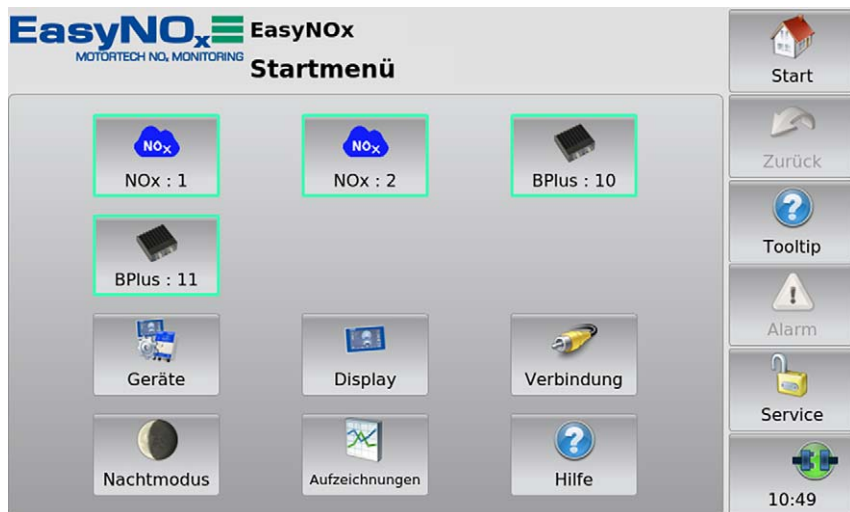 EasyNOx
MOTORTECH NOx MONITORING
EasyNOx
Startmenü
NOx
NOx : 1
NOx
NOx : 2
BPlus : 10
BPlus : 11
Geräte
Display
Verbindung
Nachtmodus
Aufzeichnungen
Hilfe
Start
Zurück
Tooltip
Alarm
Service
10:49